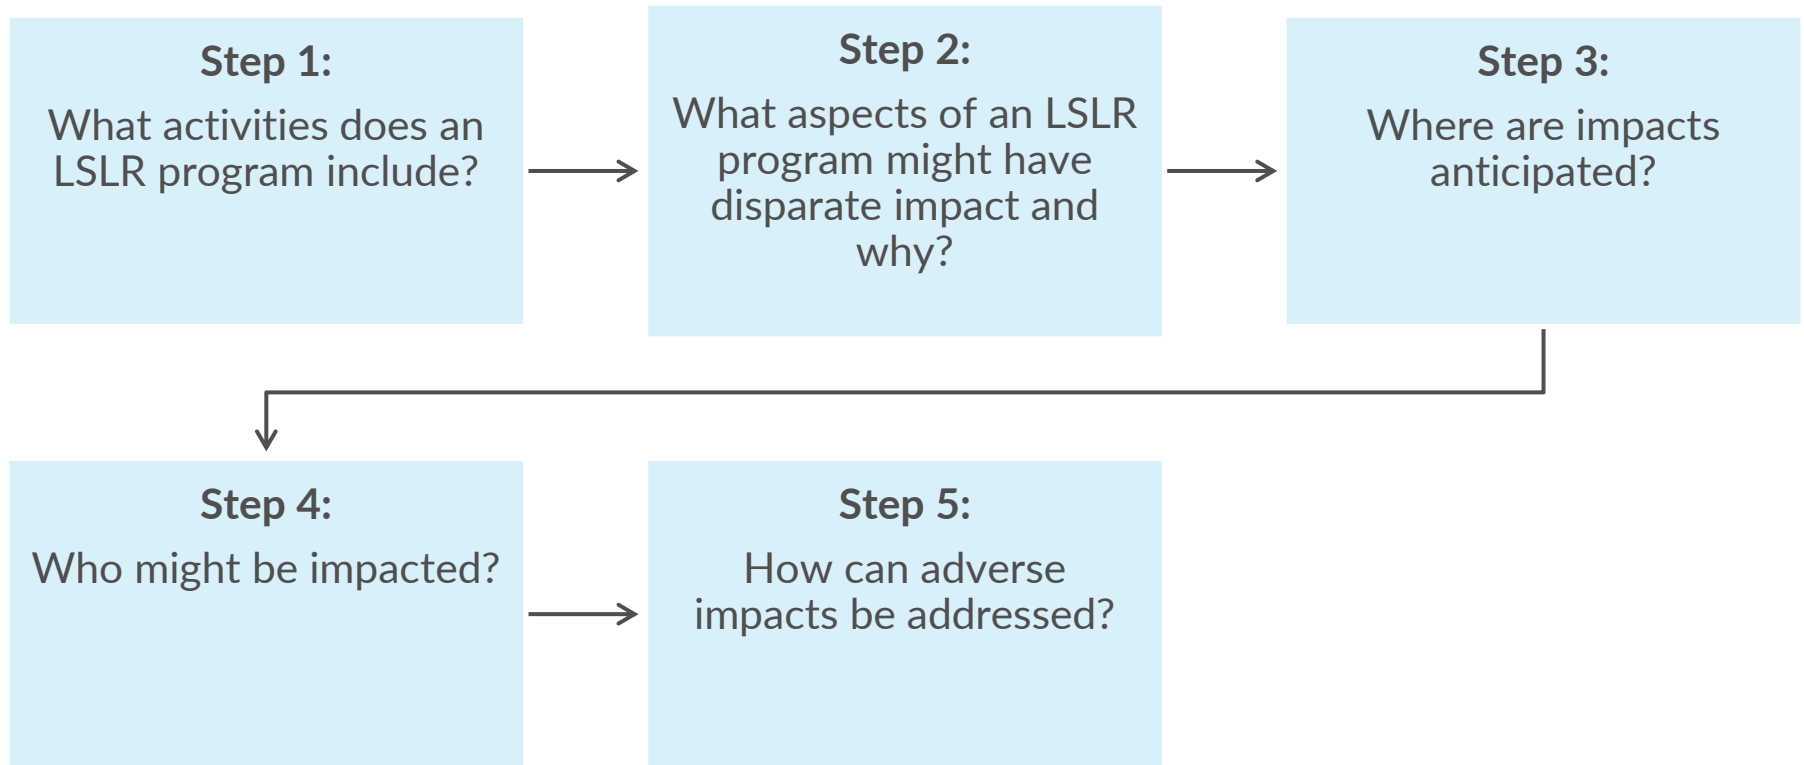 Step 1:
What activities does an
LSLR program include?
Step 2:
What aspects of an LSLR
program might have
disparate impact and
why?
Step 3:
Where are impacts
anticipated?
Step 4:
Who might be impacted?
Step 5:
How can adverse
impacts be addressed?